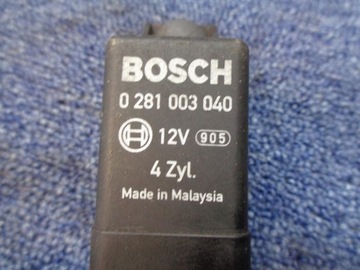 BOSCH
0 281 003 040
12V 905
4 Zyl.
Made in Malaysia